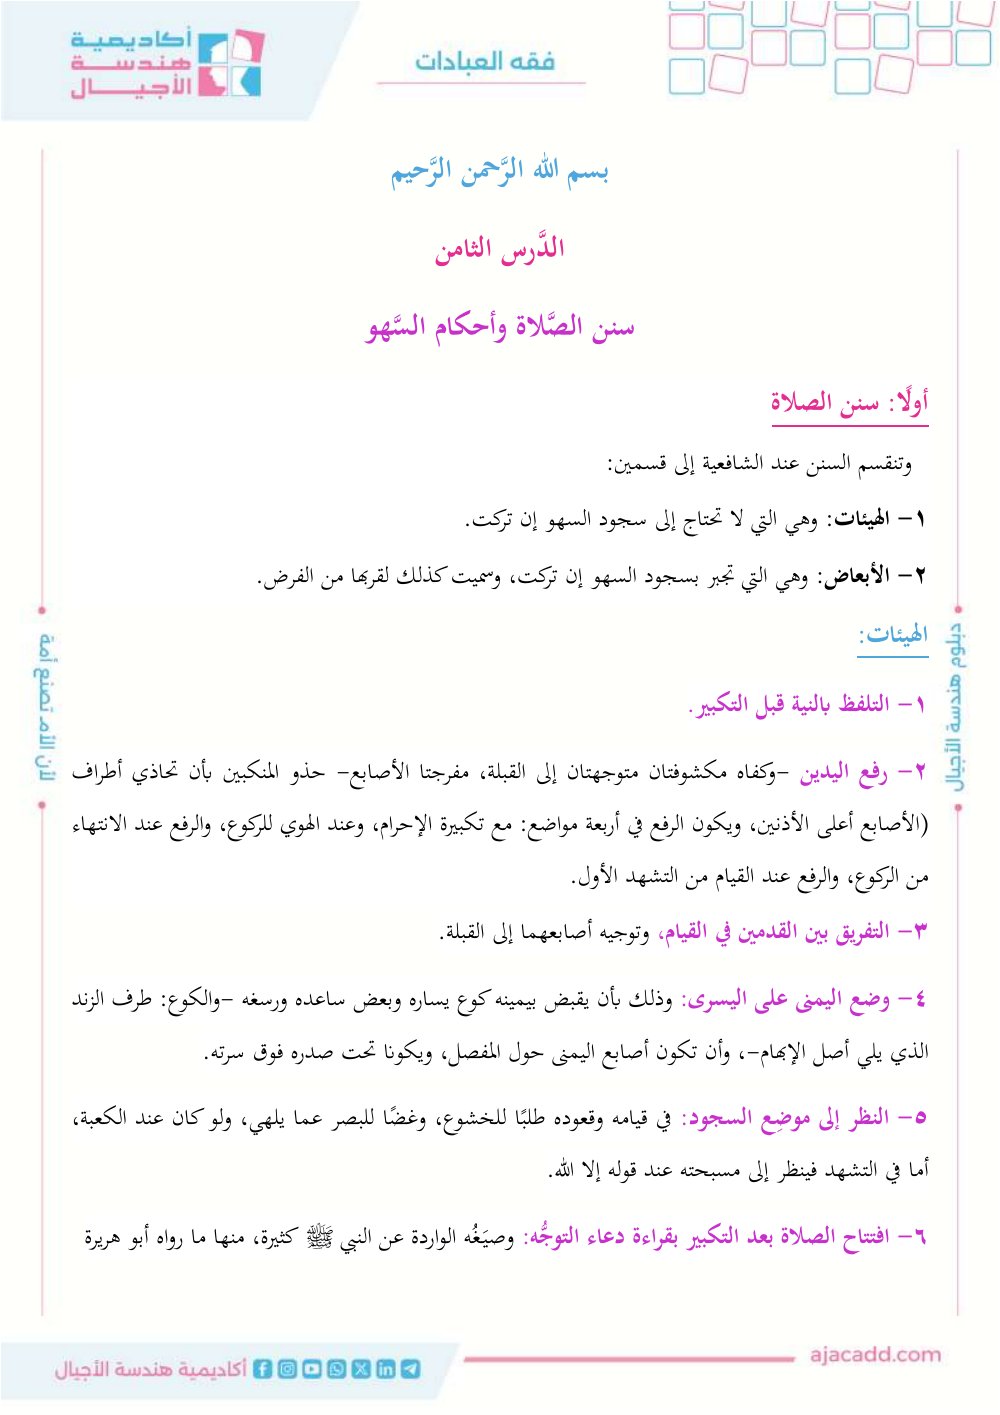 أكاديمية
هندسة
الأجيال
فقه العبادات
بسم الله الرَّحمن الرَّحيم
الدَّرس الثامن
سنن الصَّلاة وأحكام السَّهو
أولًا: سنن الصلاة
وتنقسم السنن عند الشافعية إلى قسمين:
١- الهيئات: وهي التي لا تحتاج إلى سجود السهو إن تركت.
٢- الأبعاض: وهي التي تجبر بسجود السهو إن تركت، وسميت كذلك لقربها من الفرض.
الهيئات:
١- التلفظ بالنية قبل التكبير.
٢- رفع اليدين -وكفاه مكشوفتان متوجهتان إلى القبلة، مفرجتا الأصابع- حذو المنكبين بأن تحاذي أطراف
(الأصابع أعلى الأذنين، ويكون الرفع في أربعة مواضع: مع تكبيرة الإحرام، وعند الهوي للركوع، والرفع عند الانتهاء
من الركوع، والرفع عند القيام من التشهد الأول.
٣- التفريق بين القدمين في القيام، وتوجيه أصابعهما إلى القبلة.
٤- وضع اليمنى على اليسرى: وذلك بأن يقبض بيمينه كوع يساره وبعض ساعده ورسغه -والكوع: طرف الزند
الذي يلي أصل الإبهام-، وأن تكون أصابع اليمنى حول المفصل، ويكونا تحت صدره فوق سرته.
٥- النظر إلى موضِع السجود: في قيامه وقعوده طلبًا للخشوع، وغضًا للبصر عما يلهي، ولو كان عند الكعبة،
أما في التشهد فينظر إلى مسبحته عند قوله إلا الله.
٦- افتتاح الصلاة بعد التكبير بقراءة دعاء التوجُّه: وصيَغُه الواردة عن النبي ﷺ كثيرة، منها ما رواه أبو هريرة
دبلوم هندسة الأجيال
لأن الأم تصنع أمة
أكاديمية هندسة الأجيال
ajacadd.com